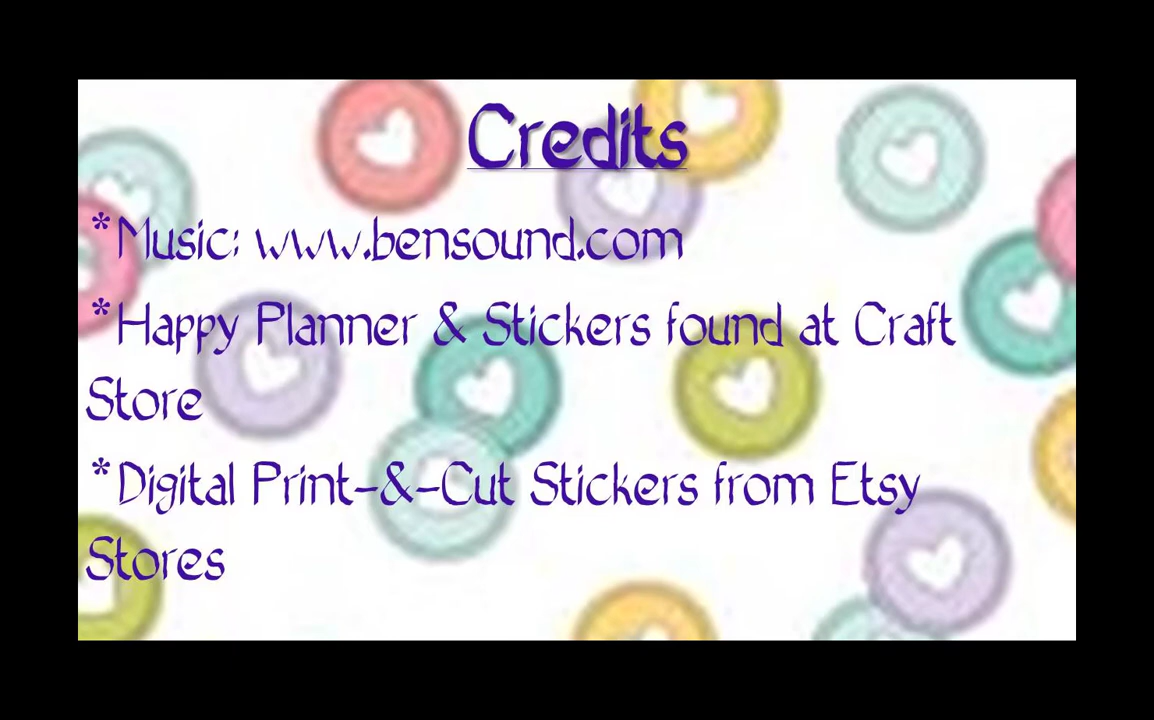 Credits
*Music: www.bensound.com
*Happy Planner & Stickers found at Craft
Store
*Digital Print-&-Cut Stickers from Etsy
Stores